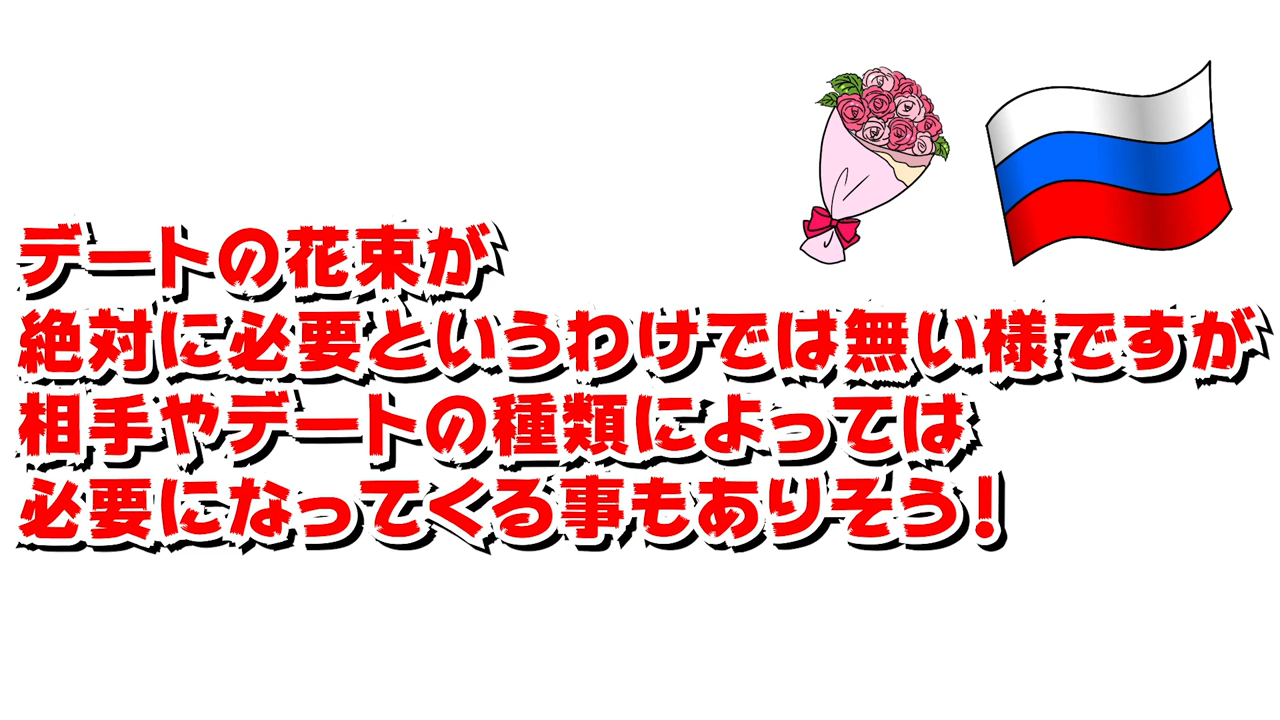 デートの花束が
絶対に必要というわけでは無い様ですが
相手やデートの種類によっては
必要になってくる事もありそう！